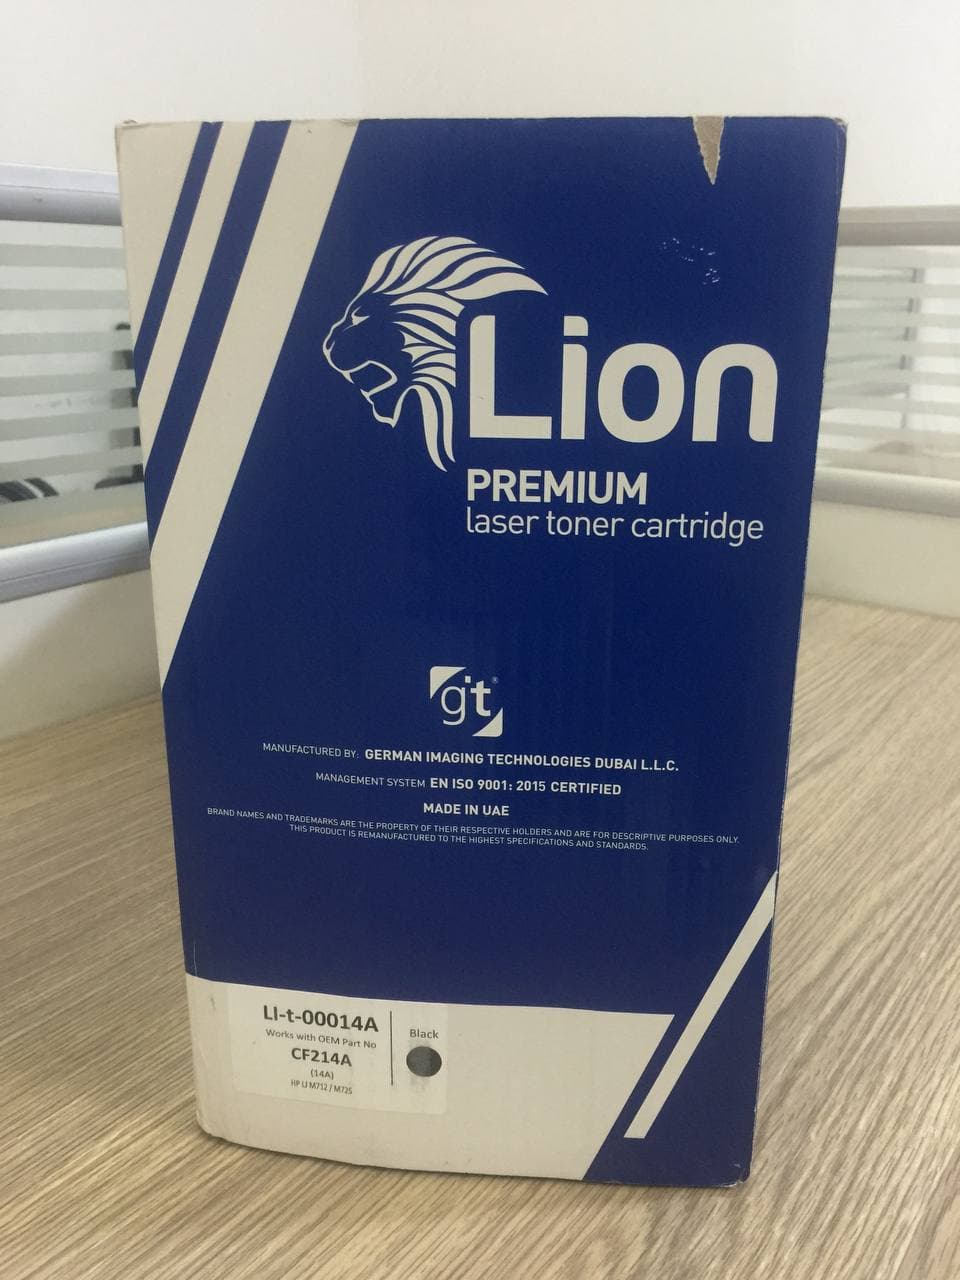 Lion
PREMIUM
laser toner cartridge
git®
MANUFACTURED BY: GERMAN IMAGING TECHNOLOGIES DUBAI L.L.C.
MANAGEMENT SYSTEM EN ISO 9001: 2015 CERTIFIED
MADE IN UAE
BRAND NAMES AND TRADEMARKS ARE THE PROPERTY OF THEIR RESPECTIVE HOLDERS AND ARE FOR DESCRIPTIVE PURPOSES ONLY.
THIS PRODUCT IS REMANUFACTURED TO THE HIGHEST SPECIFICATIONS AND STANDARDS.
LI-t-00014A
Works with OEM Part No
CF214A
(14A)
HP LJ M712 / M725
Black